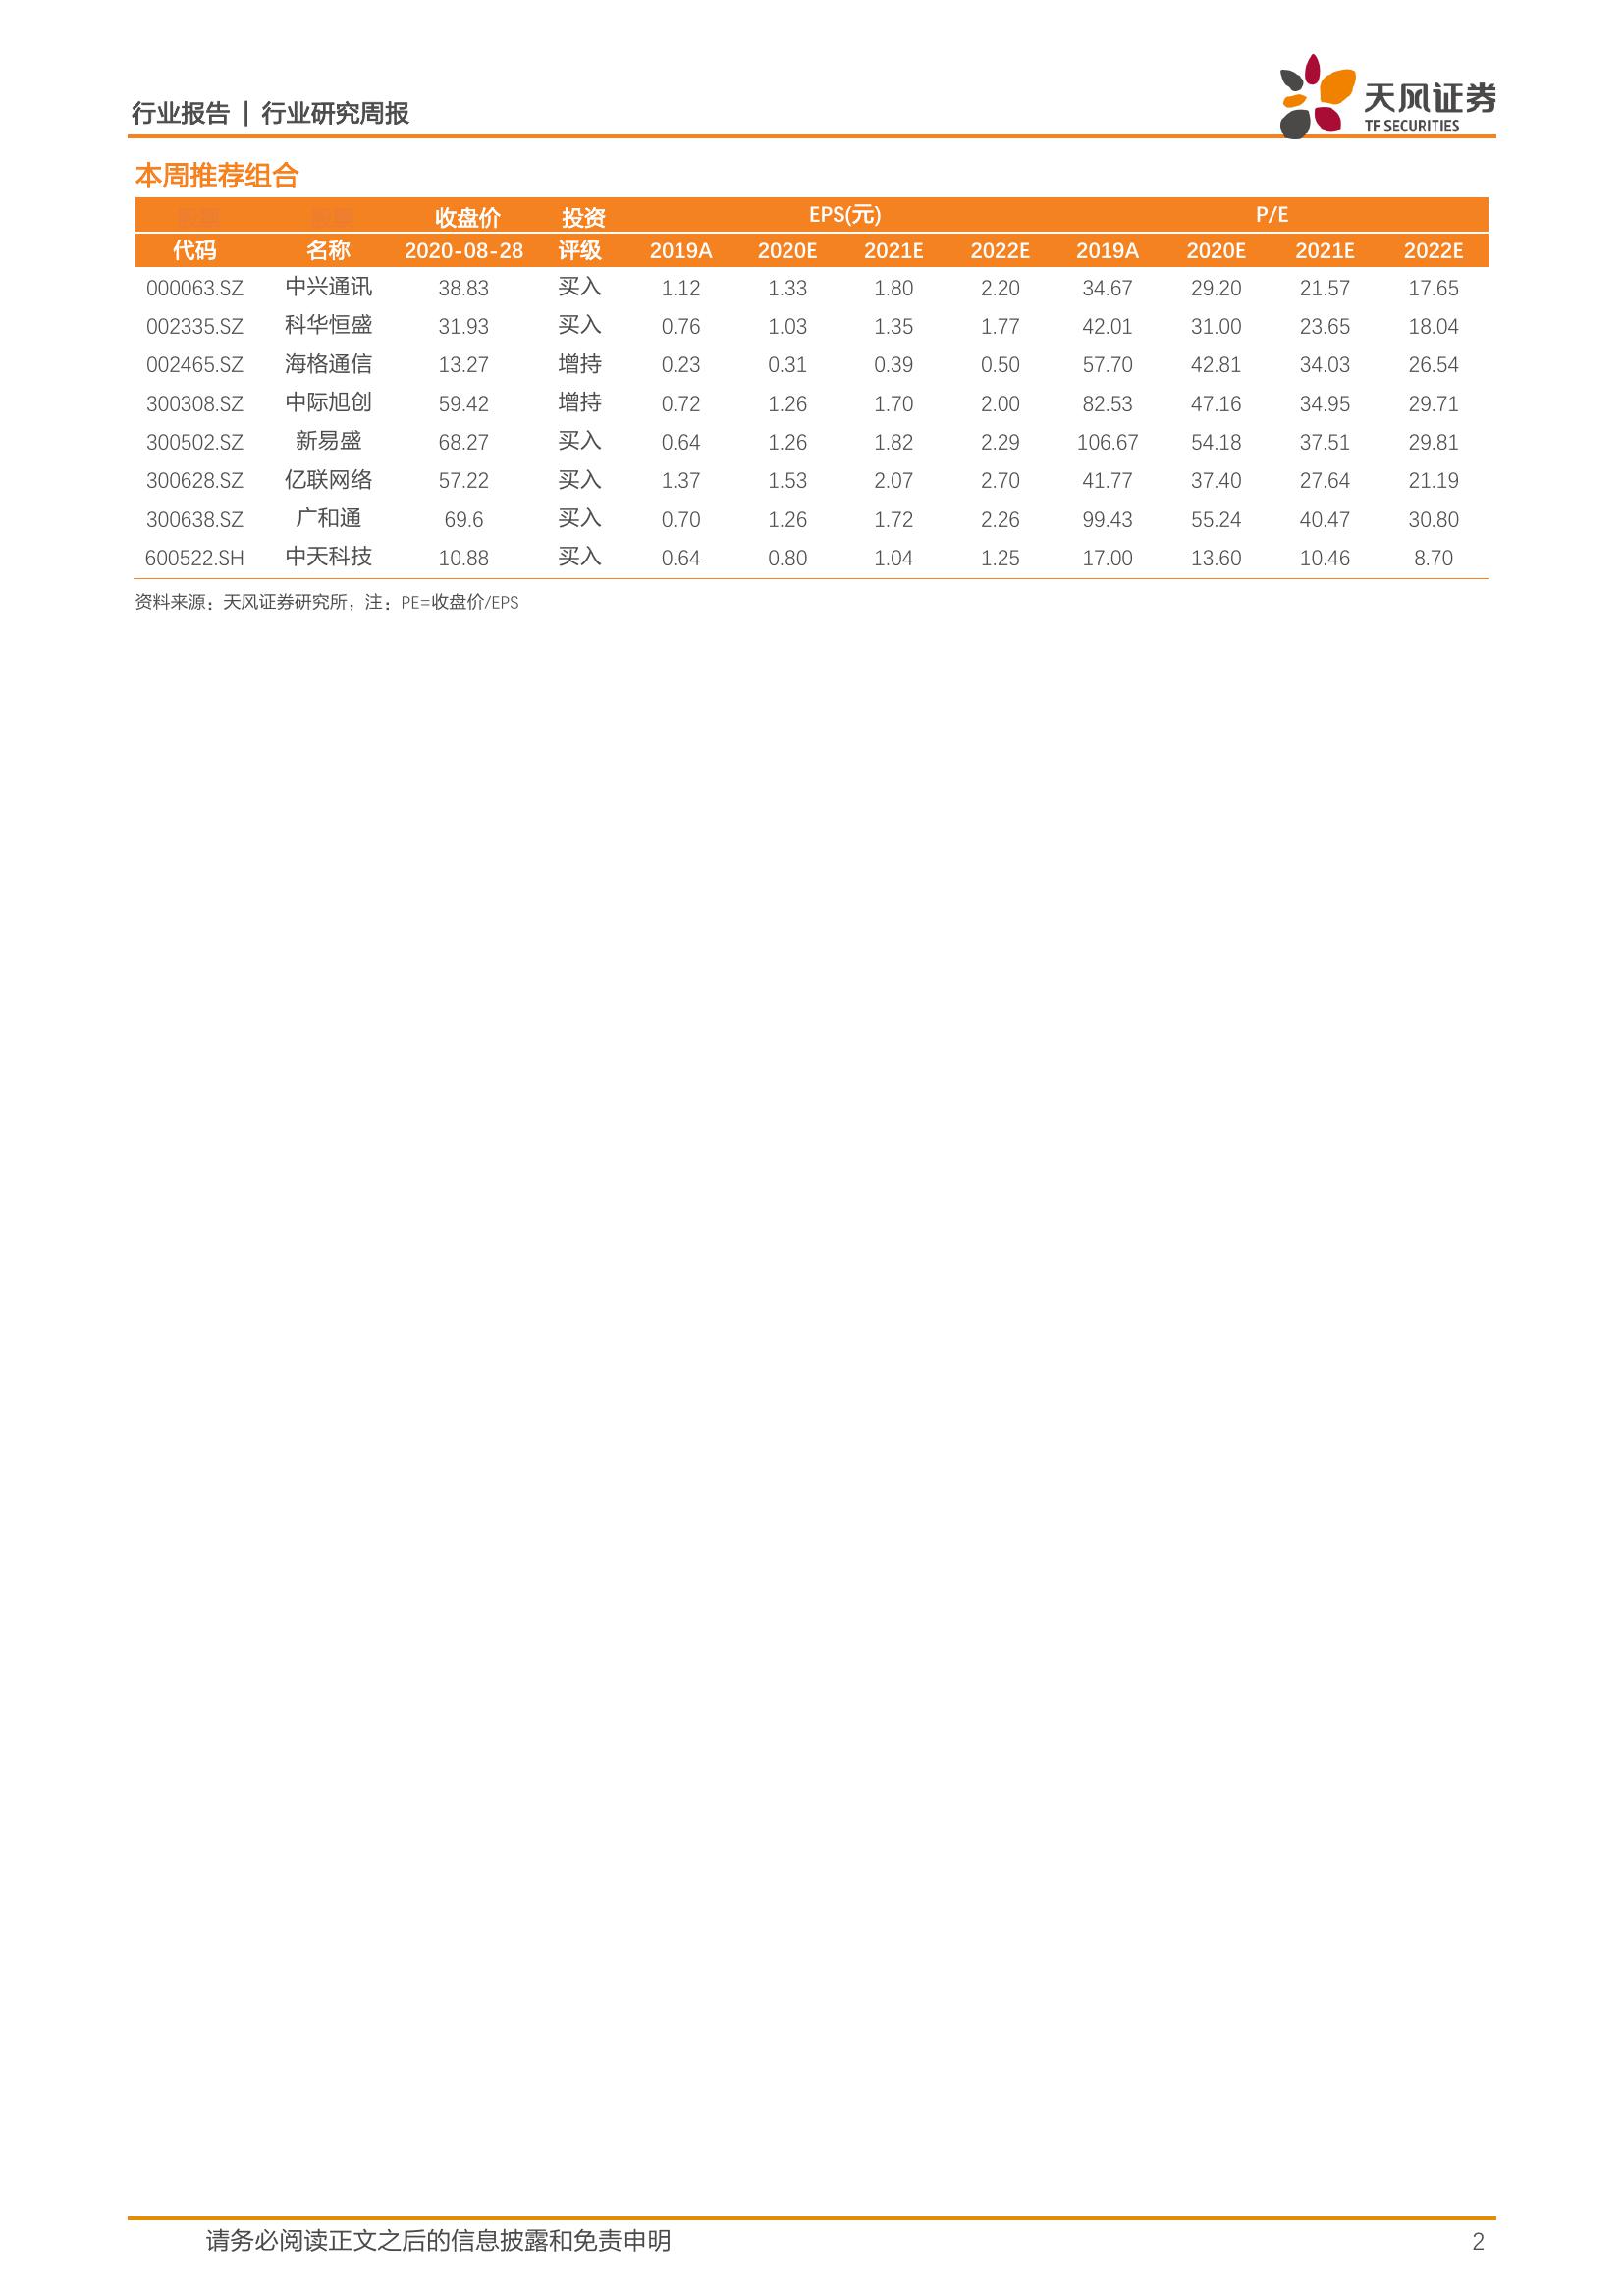 行业报告 | 行业研究周报
天风证券
TF SECURITIES
本周推荐组合
股票 股票 收盘价 投资 EPS(元) P/E
代码 名称 2020-08-28 评级 2019A 2020E 2021E 2022E 2019A 2020E 2021E 2022E
000063.SZ 中兴通讯 38.83 买入 1.12 1.33 1.80 2.20 34.67 29.20 21.57 17.65
002335.SZ 科华恒盛 31.93 买入 0.76 1.03 1.35 1.77 42.01 31.00 23.65 18.04
002465.SZ 海格通信 13.27 增持 0.23 0.31 0.39 0.50 57.70 42.81 34.03 26.54
300308.SZ 中际旭创 59.42 增持 0.72 1.26 1.70 2.00 82.53 47.16 34.95 29.71
300502.SZ 新易盛 68.27 买入 0.64 1.26 1.82 2.29 106.67 54.18 37.51 29.81
300628.SZ 亿联网络 57.22 买入 1.37 1.53 2.07 2.70 41.77 37.40 27.64 21.19
300638.SZ 广和通 69.6 买入 0.70 1.26 1.72 2.26 99.43 55.24 40.47 30.80
600522.SH 中天科技 10.88 买入 0.64 0.80 1.04 1.25 17.00 13.60 10.46 8.70
资料来源：天风证券研究所，注：PE=收盘价/EPS
请务必阅读正文之后的信息披露和免责申明 2